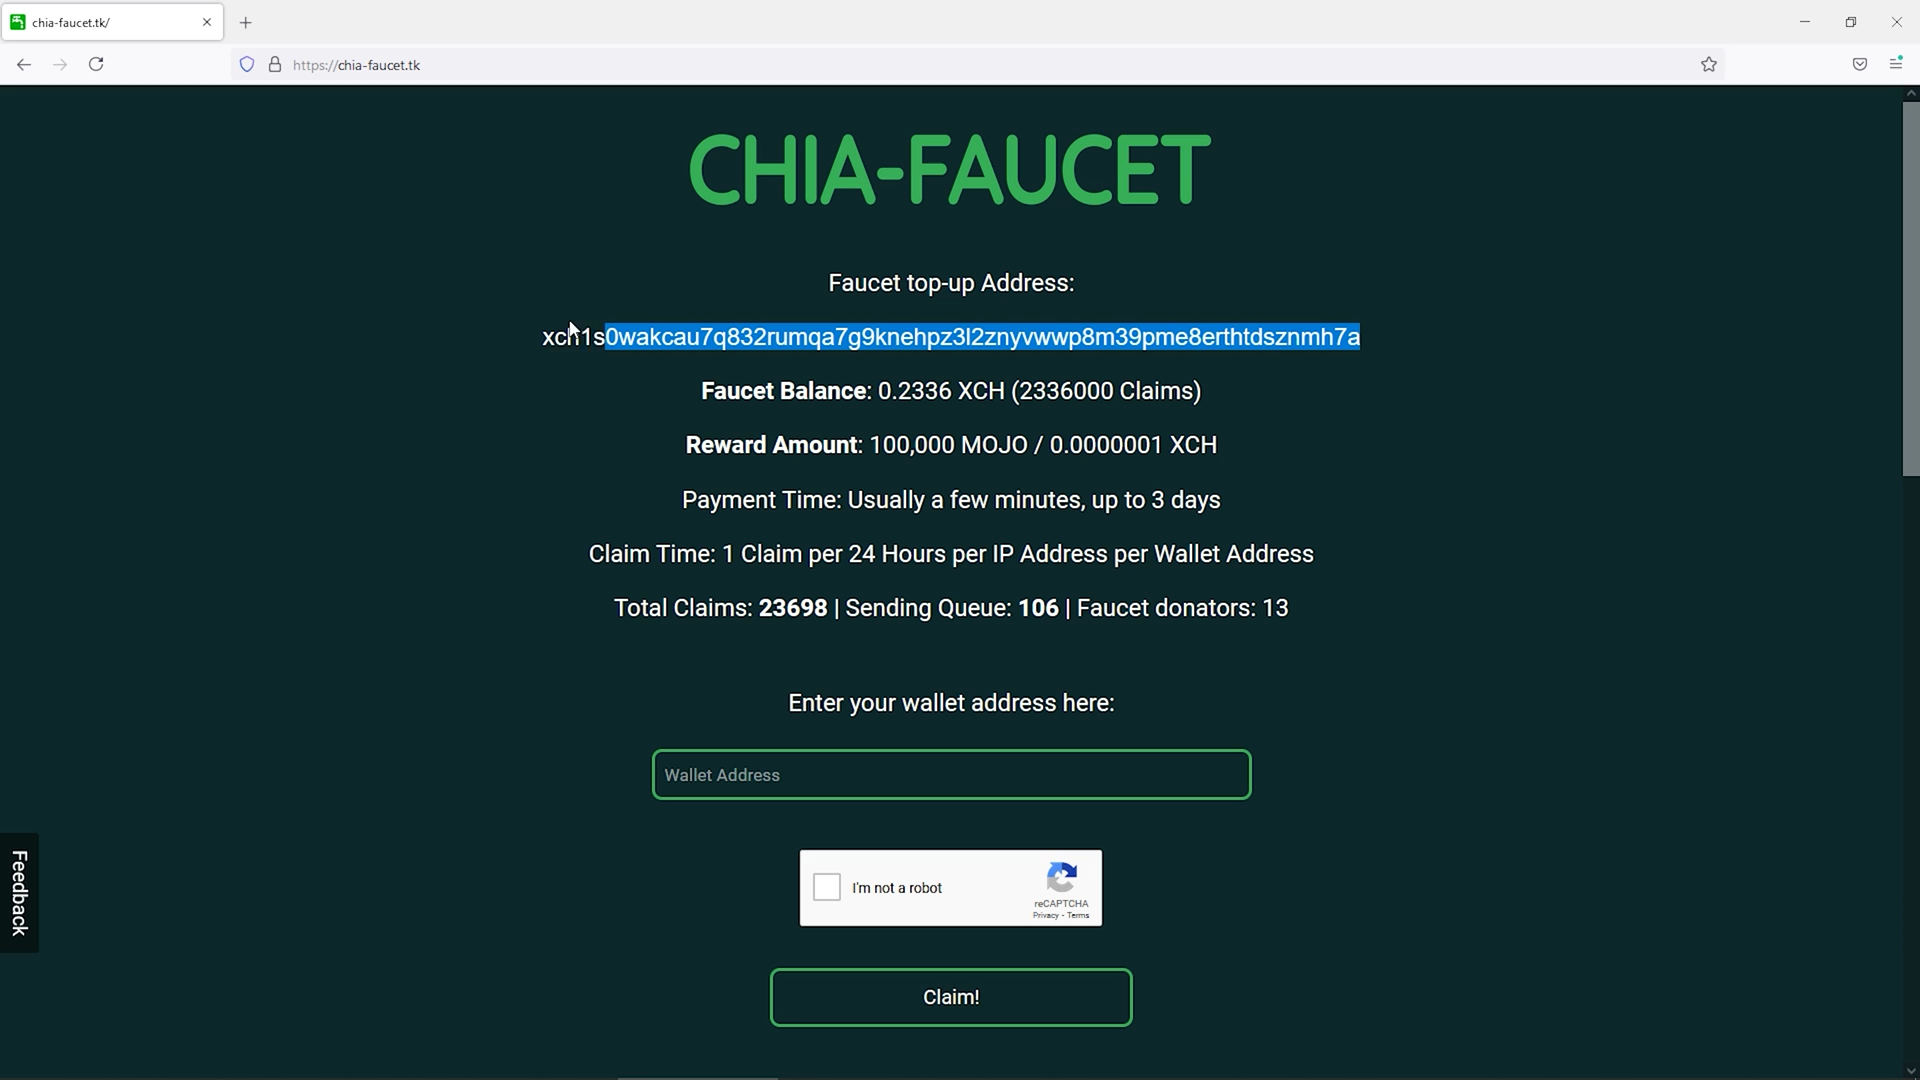 chia-faucet.tk/
https://chia-faucet.tk
CHIA-FAUCET
Faucet top-up Address:
xch1s0wakcau7q832rumqa7g9knehpz3l2znyvwwp8m39pme8erthtdsznmh7a
Faucet Balance: 0.2336 XCH (2336000 Claims)
Reward Amount: 100,000 MOJO / 0.0000001 XCH
Payment Time: Usually a few minutes, up to 3 days
Claim Time: 1 Claim per 24 Hours per IP Address per Wallet Address
Total Claims: 23698 | Sending Queue: 106 | Faucet donators: 13
Enter your wallet address here:
Wallet Address
I'm not a robot
reCAPTCHA
Privacy - Terms
Claim!
Feedback